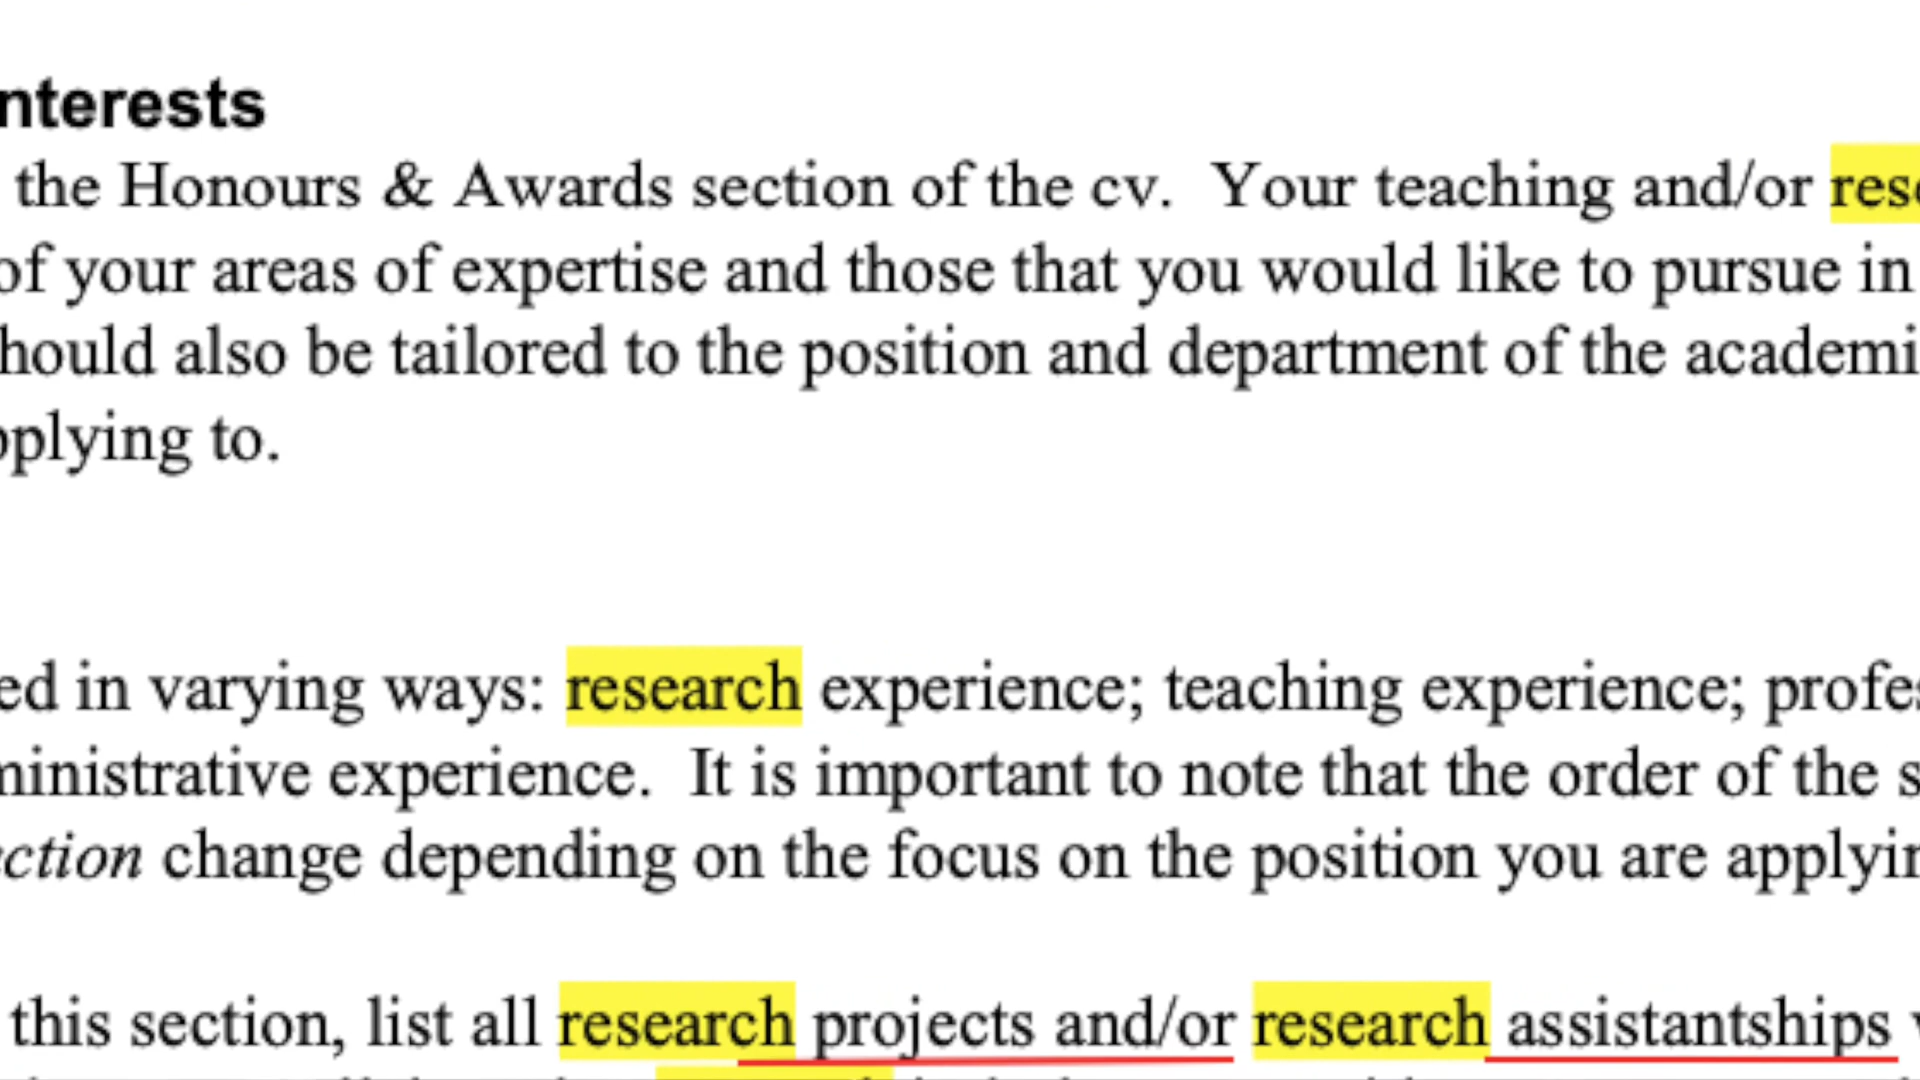 nterests
the Honours & Awards section of the cv. Your teaching and/or
of your areas of expertise and those that you would like to pursue in
hould also be tailored to the position and department of the academi
pplying to.
ed in varying ways: research experience; teaching experience; profes
ministrative experience. It is important to note that the order of the s
ction change depending on the focus on the position you are applyin
this section, list all research projects and/or research assistantships